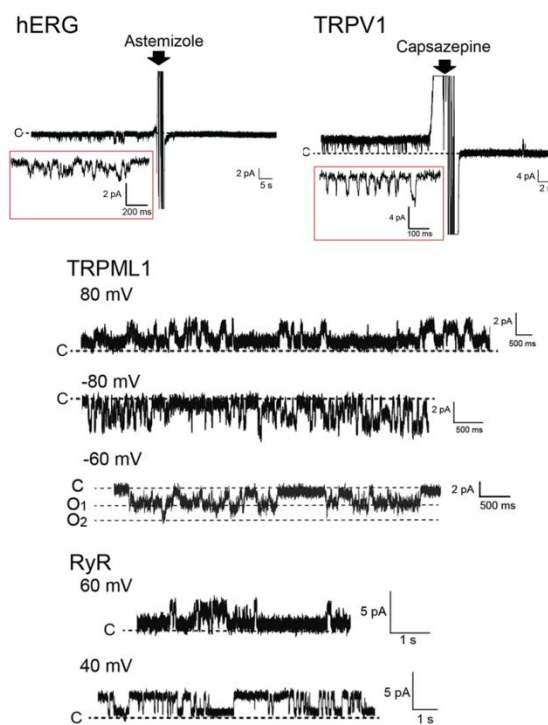 hERG
Astemizole
C
2 pA
5 s
2 pA
200 ms
TRPV1
Capsazepine
C
4 pA
2 s
4 pA
100 ms
TRPML1
80 mV
C
2 pA
500 ms
-80 mV
C
2 pA
500 ms
-60 mV
C
O1
O2
2 pA
500 ms
RyR
60 mV
C
5 pA
1 s
40 mV
C
5 pA
1 s